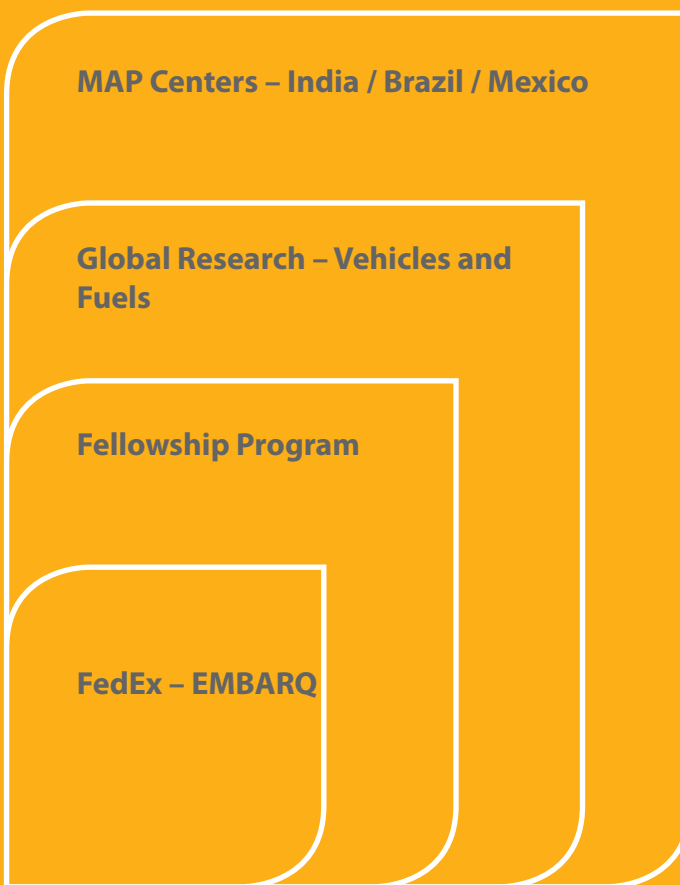 MAP Centers – India / Brazil / Mexico
Global Research – Vehicles and
Fuels
Fellowship Program
FedEx – EMBARQ